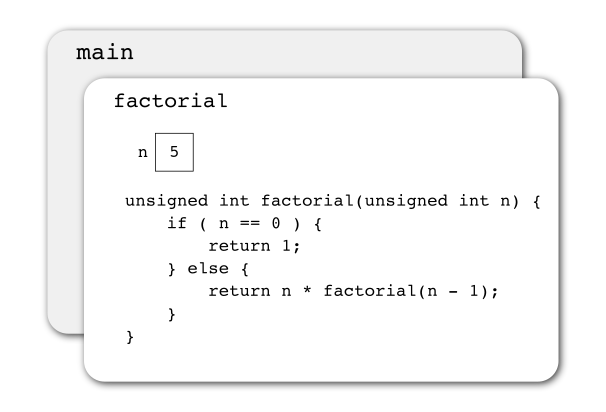 main
factorial
n 5
unsigned int factorial(unsigned int n) {
    if ( n == 0 ) {
        return 1;
    } else {
        return n * factorial(n - 1);
    }
}